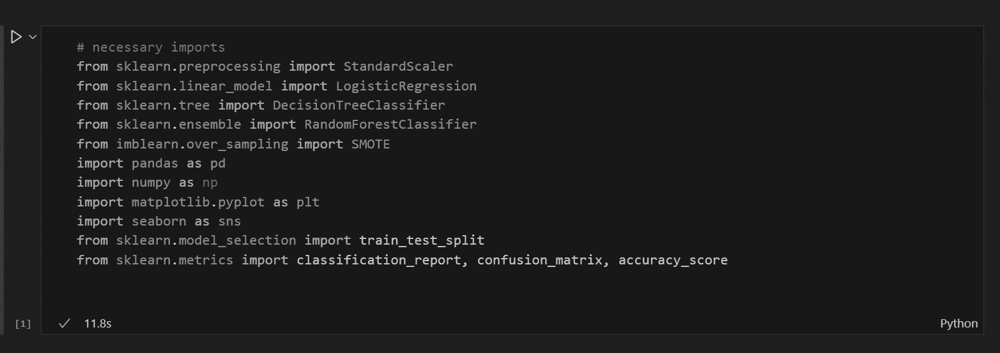 # necessary imports
from sklearn.preprocessing import StandardScaler
from sklearn.linear_model import LogisticRegression
from sklearn.tree import DecisionTreeClassifier
from sklearn.ensemble import RandomForestClassifier
from imblearn.over_sampling import SMOTE
import pandas as pd
import numpy as np
import matplotlib.pyplot as plt
import seaborn as sns
from sklearn.model_selection import train_test_split
from sklearn.metrics import classification_report, confusion_matrix, accuracy_score
[1] 11.8s Python